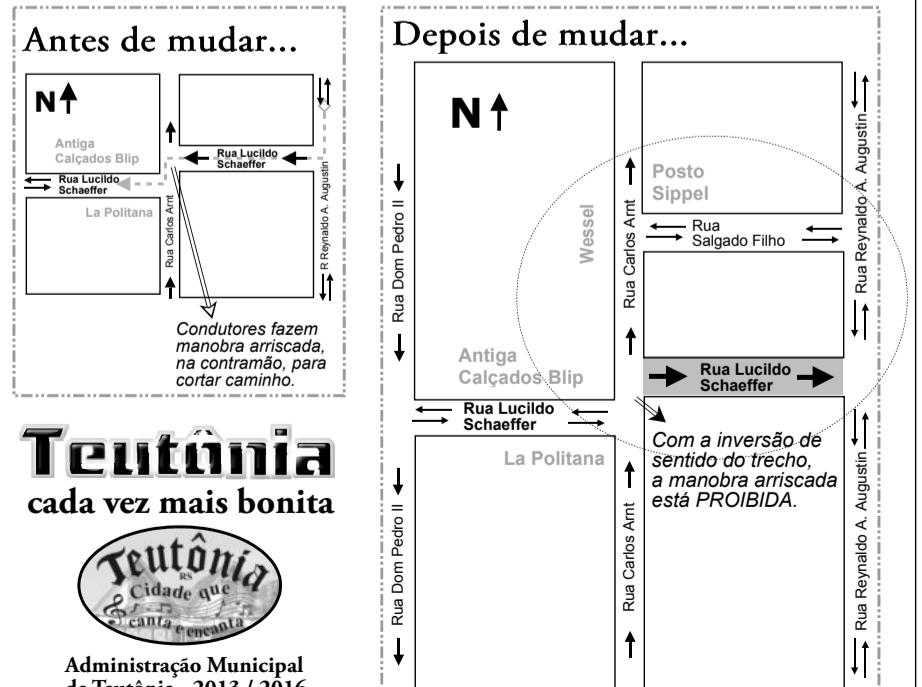 Antes de mudar...
N
Antiga
Calçados Blip
Rua Lucildo
Schaeffer
Rua Lucildo
Schaeffer
La Politana
Rua Carlos Arnt
R Reynaldo A. Augustin
Condutores fazem
manobra arriscada,
na contramão, para
cortar caminho.
Teutônia
cada vez mais bonita
Teutônia
RS
Cidade que
canta e encanta
Administração Municipal
de Teutônia - 2013 / 2016
Depois de mudar...
N
Rua Dom Pedro II
Wessel
Rua Carlos Arnt
Posto
Sippel
Rua
Salgado Filho
Rua Reynaldo A. Augustin
Antiga
Calçados Blip
Rua Lucildo
Schaeffer
Rua Lucildo
Schaeffer
La Politana
Com a inversão de
sentido do trecho,
a manobra arriscada
está PROIBIDA.
Rua Dom Pedro II
Rua Carlos Arnt
Rua Reynaldo A. Augustin